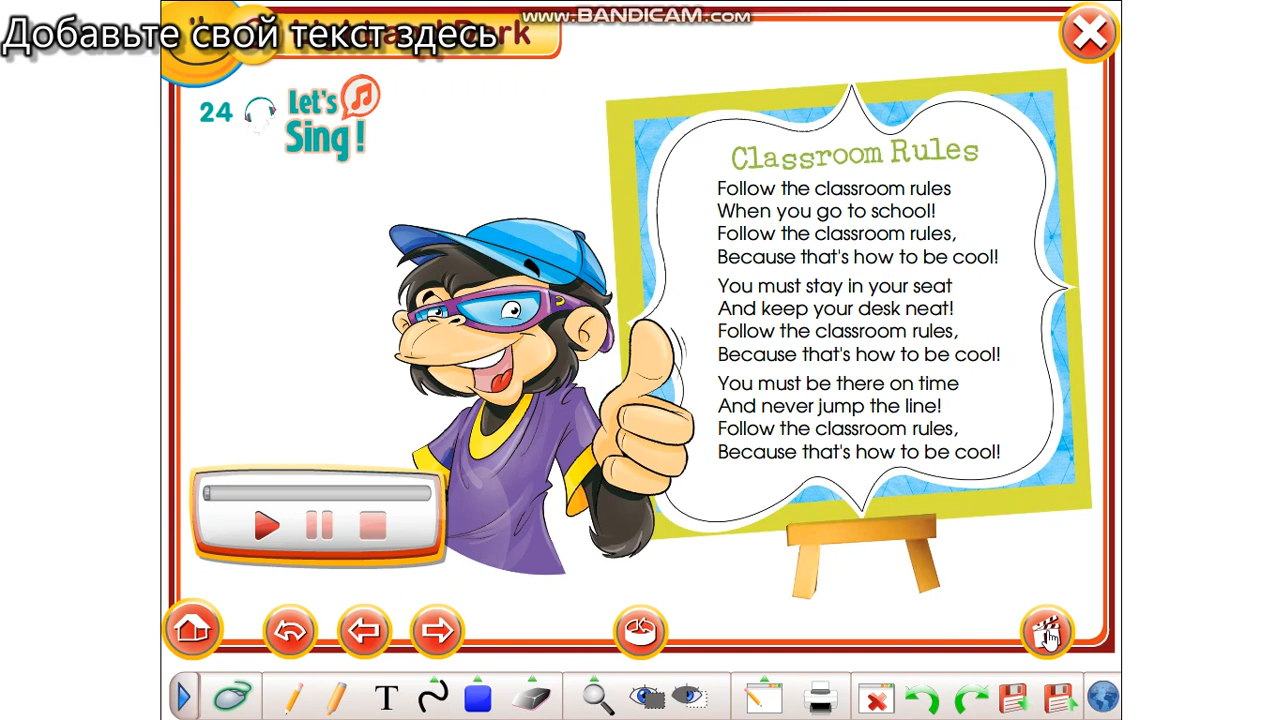 www.BANDICAM.com
Добавьте свой текст здесь
Dark
24
Let's
Sing!
Classroom Rules
Follow the classroom rules
When you go to school!
Follow the classroom rules,
Because that's how to be cool!
You must stay in your seat
And keep your desk neat!
Follow the classroom rules,
Because that's how to be cool!
You must be there on time
And never jump the line!
Follow the classroom rules,
Because that's how to be cool!
T